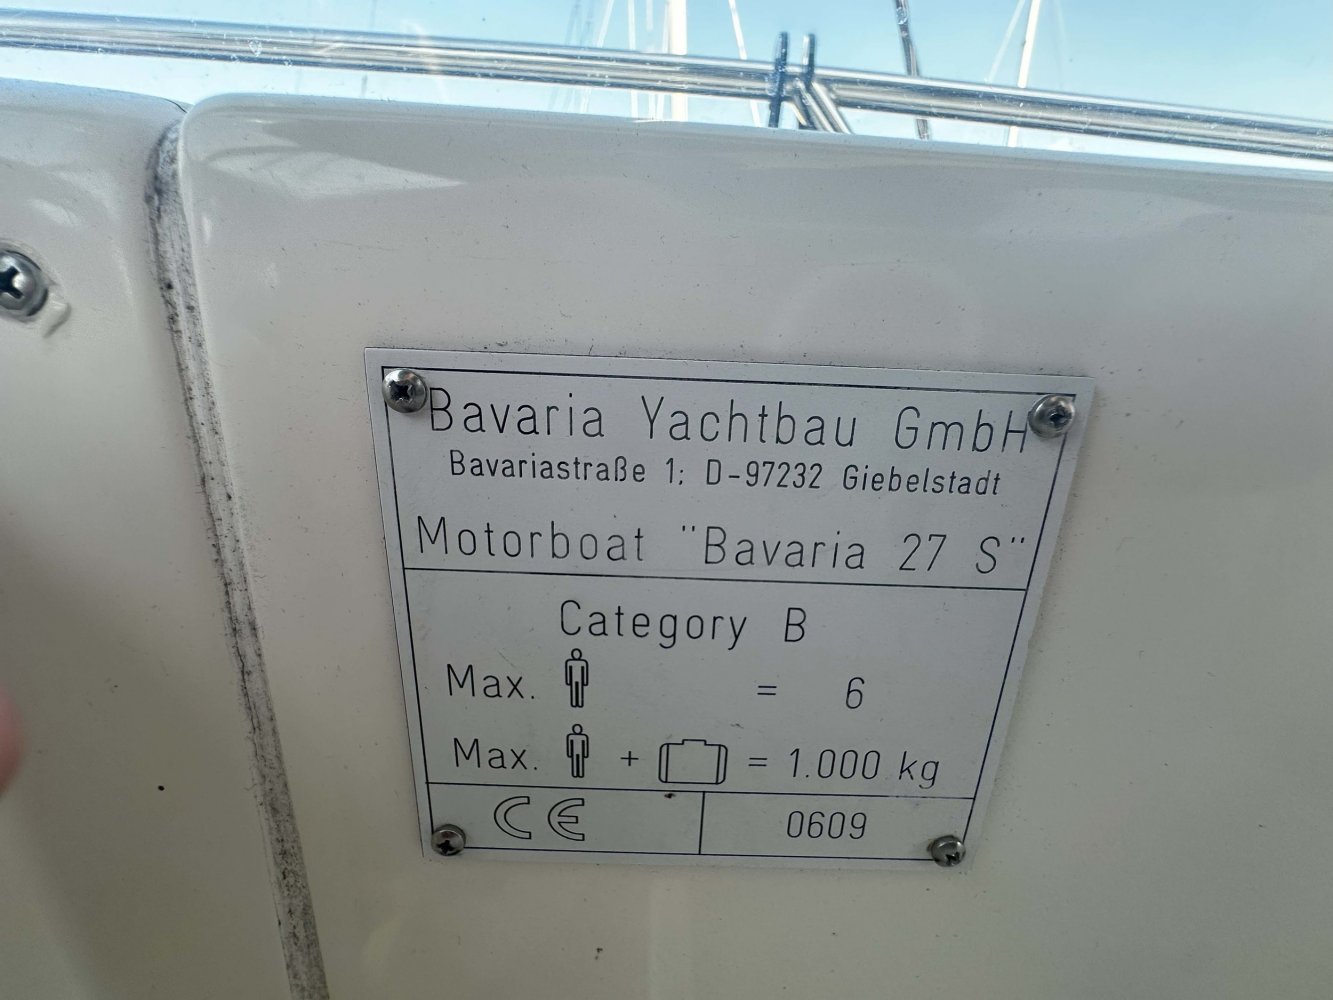 Bavaria Yachtbau GmbH
Bavariastraße 1; D-97232 Giebelstadt
Motorboat "Bavaria 27 S"
Category B
Max. = 6
Max. + = 1.000 kg
CE 0609